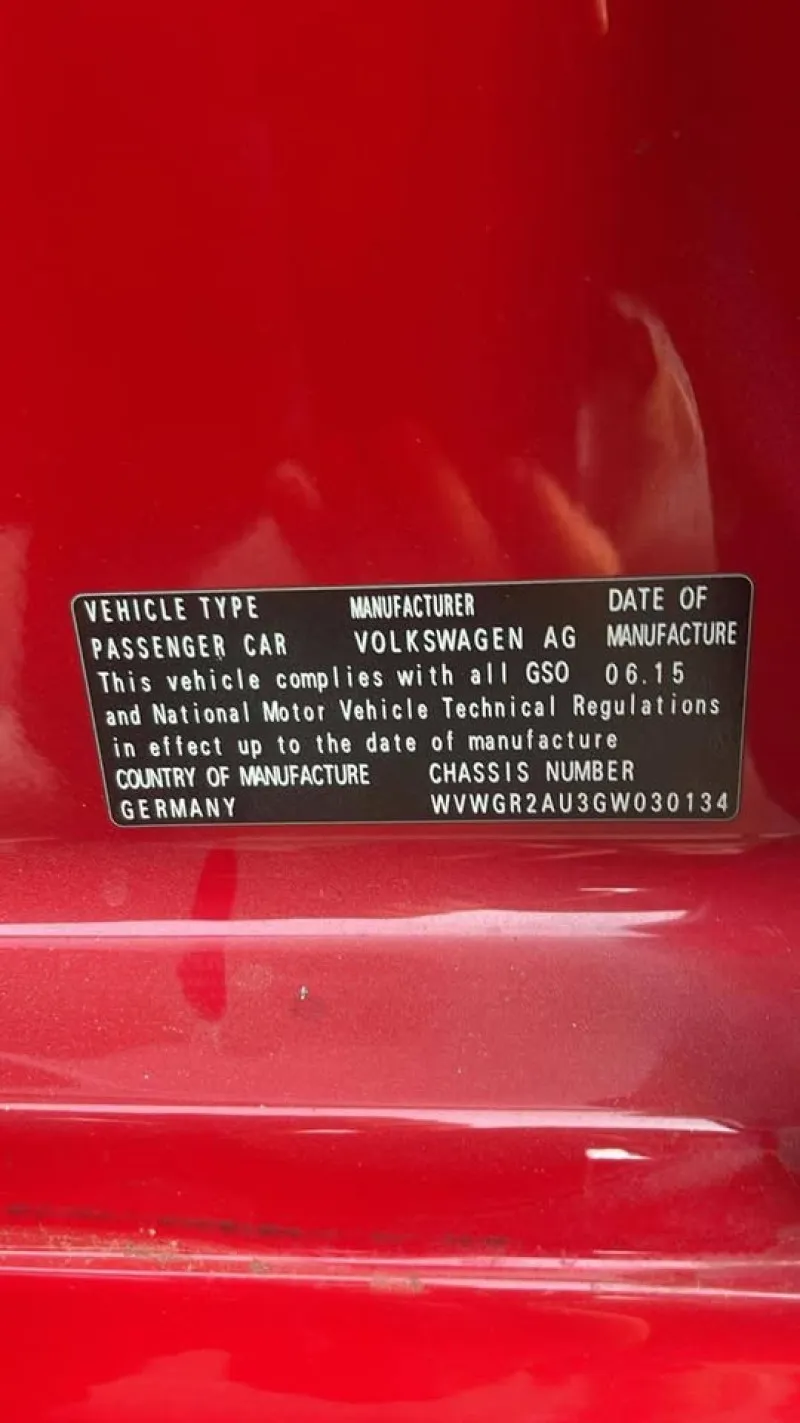 VEHICLE TYPE MANUFACTURER DATE OF
PASSENGER CAR VOLKSWAGEN AG MANUFACTURE
This vehicle complies with all GSO 06.15
and National Motor Vehicle Technical Regulations
in effect up to the date of manufacture
COUNTRY OF MANUFACTURE CHASSIS NUMBER
GERMANY WVWGR2AU3GW030134